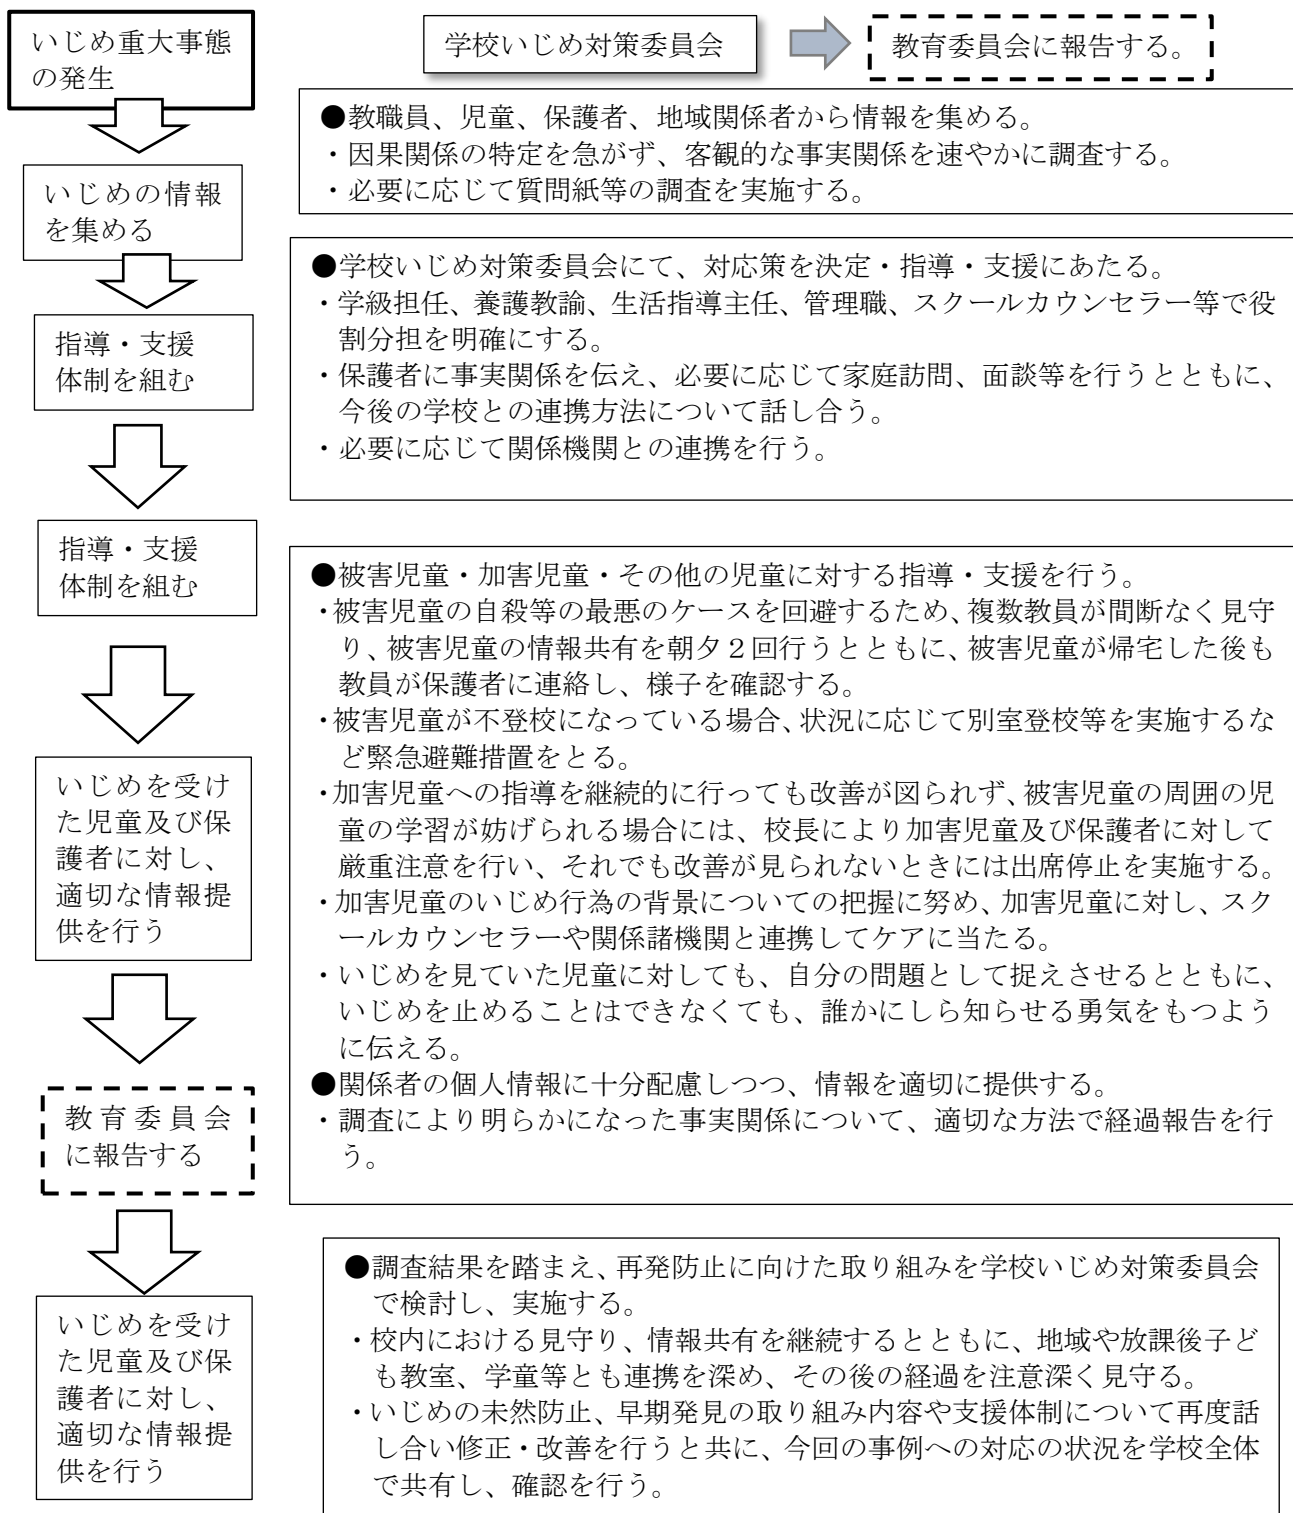 いじめ重大事態
の発生
学校いじめ対策委員会
教育委員会に報告する。
●教職員、児童、保護者、地域関係者から情報を集める。
・因果関係の特定を急がず、客観的な事実関係を速やかに調査する。
・必要に応じて質問紙等の調査を実施する。
いじめの情報
を集める
●学校いじめ対策委員会にて、対応策を決定・指導・支援にあたる。
・学級担任、養護教諭、生活指導主任、管理職、スクールカウンセラー等で役
割分担を明確にする。
・保護者に事実関係を伝え、必要に応じて家庭訪問、面談等を行うとともに、
今後の学校との連携方法について話し合う。
・必要に応じて関係機関との連携を行う。
指導・支援
体制を組む
指導・支援
体制を組む
●被害児童・加害児童・その他の児童に対する指導・支援を行う。
・被害児童の自殺等の最悪のケースを回避するため、複数教員が間断なく見守
り、被害児童の情報共有を朝夕２回行うとともに、被害児童が帰宅した後も
教員が保護者に連絡し、様子を確認する。
・被害児童が不登校になっている場合、状況に応じて別室登校等を実施するな
ど緊急避難措置をとる。
・加害児童への指導を継続的に行っても改善が図られず、被害児童の周囲の児
童の学習が妨げられる場合には、校長により加害児童及び保護者に対して
厳重注意を行い、それでも改善が見られないときには出席停止を実施する。
・加害児童のいじめ行為の背景についての把握に努め、加害児童に対し、スク
ールカウンセラーや関係諸機関と連携してケアに当たる。
・いじめを見ていた児童に対しても、自分の問題として捉えさせるとともに、
いじめを止めることはできなくても、誰かにしら知らせる勇気をもつよう
に伝える。
●関係者の個人情報に十分配慮しつつ、情報を適切に提供する。
・調査により明らかになった事実関係について、適切な方法で経過報告を行
う。
いじめを受け
た児童及び保
護者に対し、
適切な情報提
供を行う
教育委員会
に報告する
●調査結果を踏まえ、再発防止に向けた取り組みを学校いじめ対策委員会
で検討し、実施する。
・校内における見守り、情報共有を継続するとともに、地域や放課後子ど
も教室、学童等とも連携を深め、その後の経過を注意深く見守る。
・いじめの未然防止、早期発見の取り組み内容や支援体制について再度話
し合い修正・改善を行うと共に、今回の事例への対応の状況を学校全体
で共有し、確認を行う。
いじめを受け
た児童及び保
護者に対し、
適切な情報提
供を行う